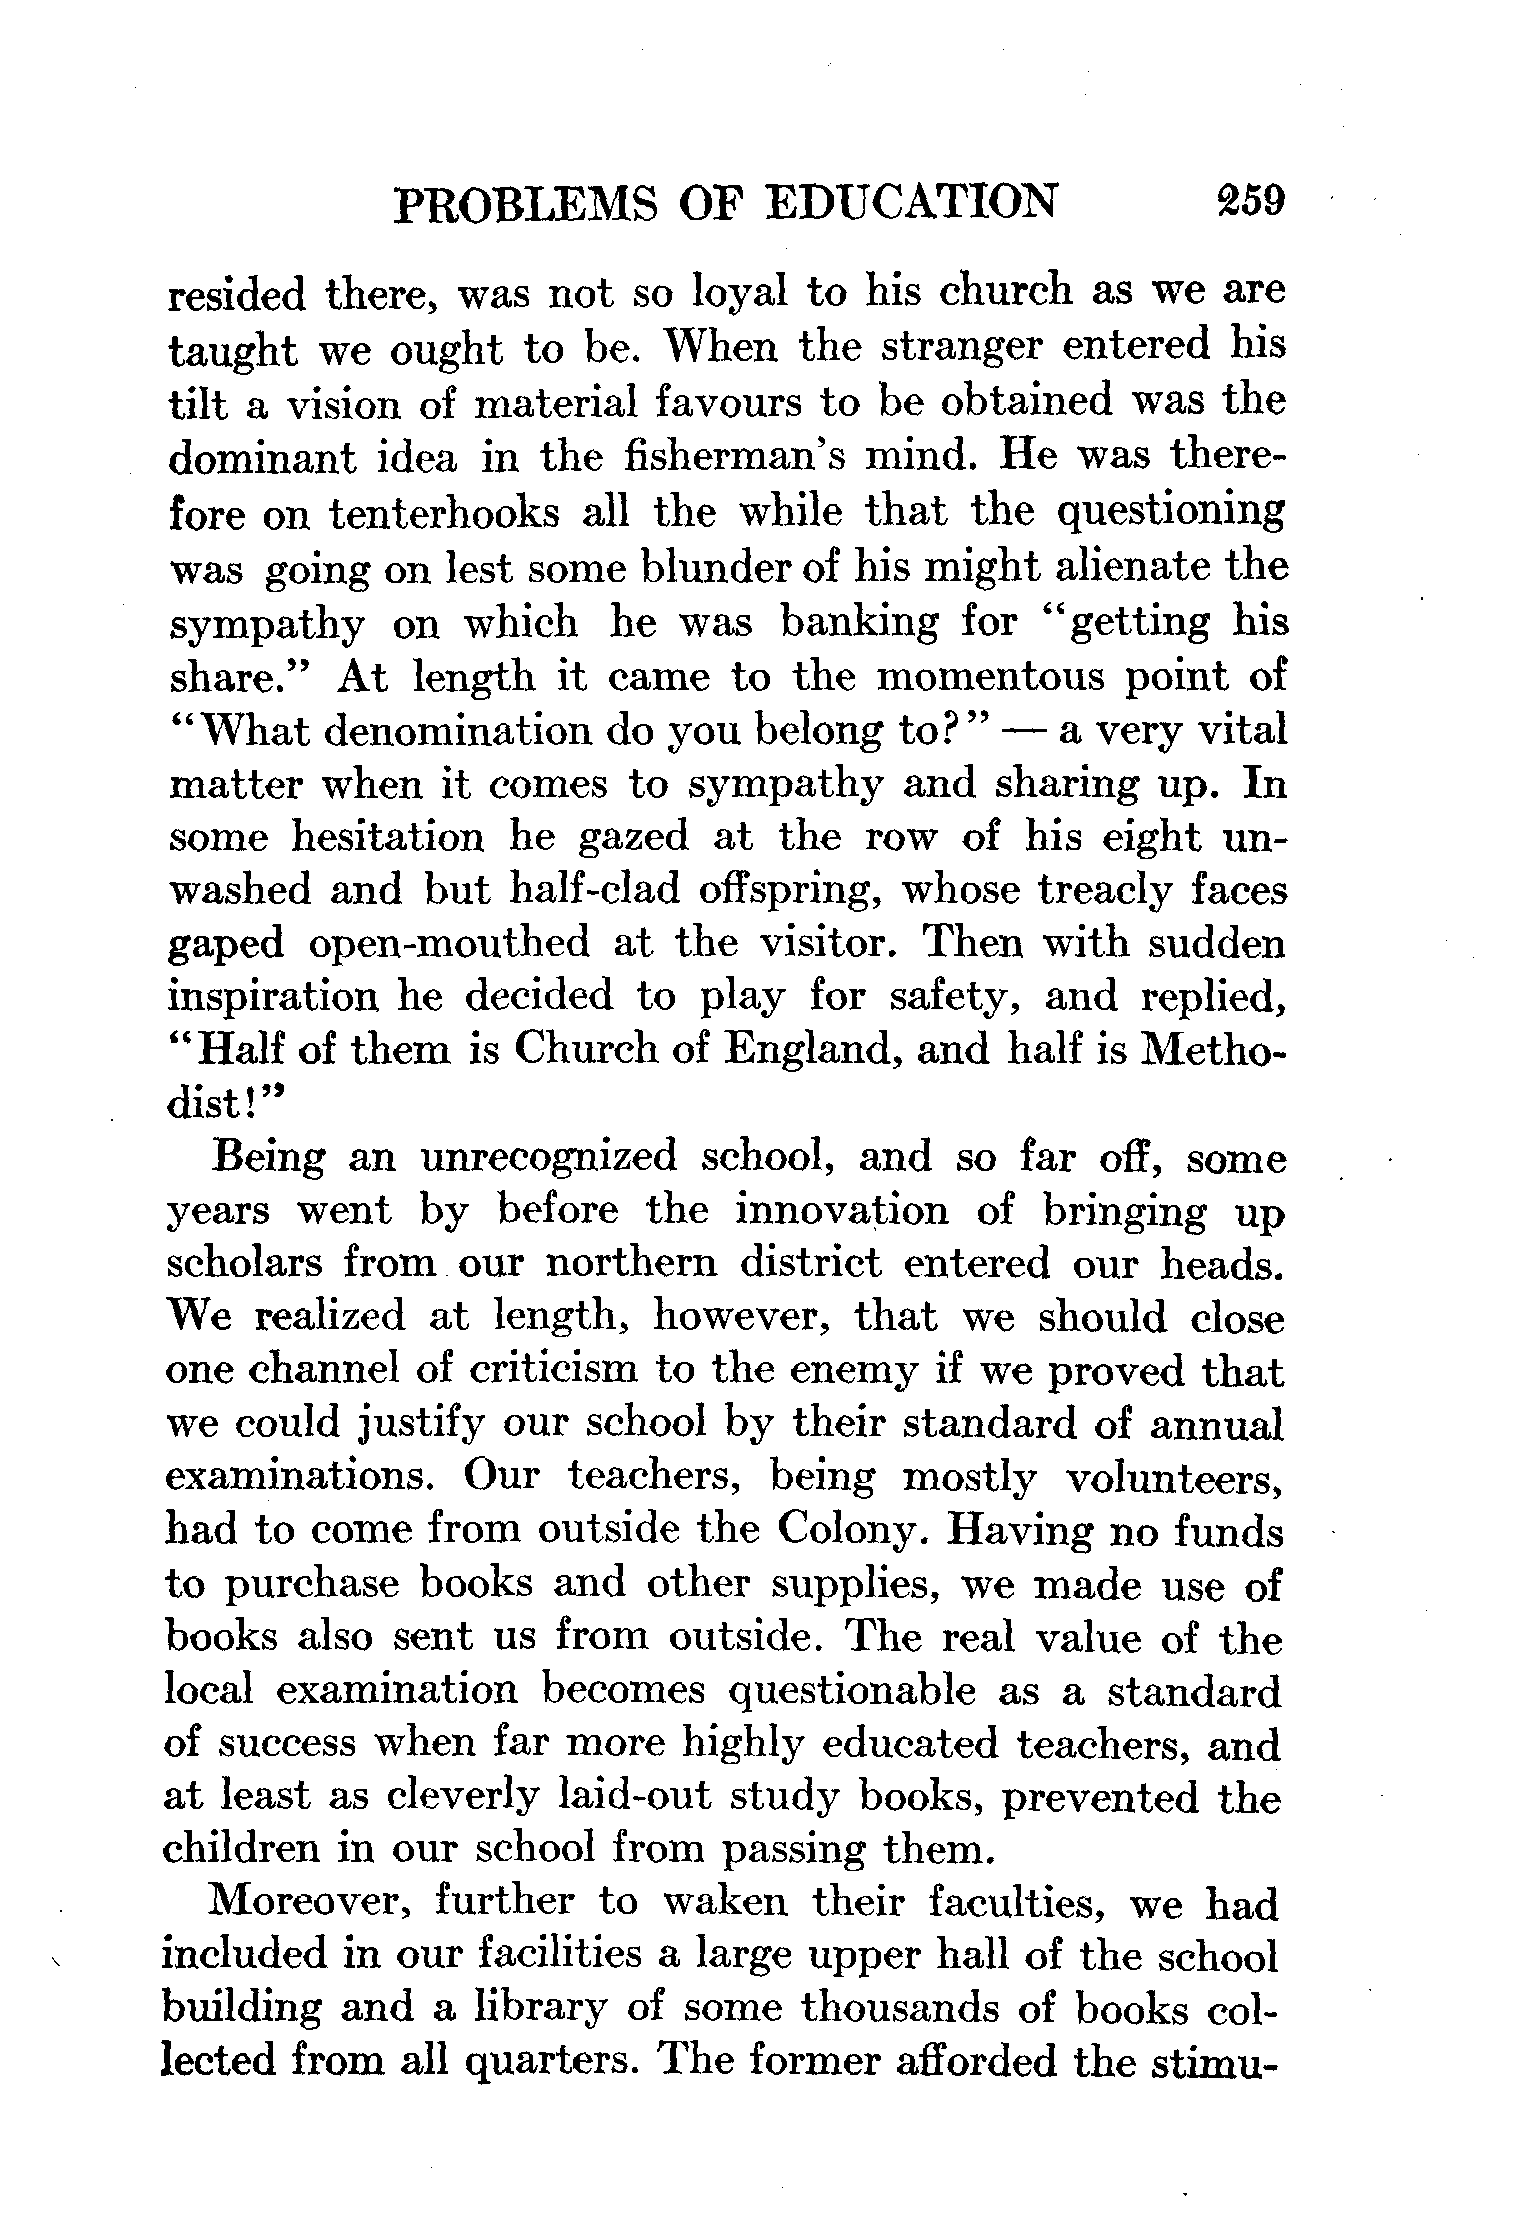 PROBLEMS OF EDUCATION 259
resided there, was not so loyal to his church as we are
taught we ought to be. When the stranger entered his
tilt a vision of material favours to be obtained was the
dominant idea in the fisherman's mind. He was there-
fore on tenterhooks all the while that the questioning
was going on lest some blunder of his might alienate the
sympathy on which he was banking for "getting his
share." At length it came to the momentous point of
"What denomination do you belong to?" — a very vital
matter when it comes to sympathy and sharing up. In
some hesitation he gazed at the row of his eight un-
washed and but half-clad offspring, whose treacly faces
gaped open-mouthed at the visitor. Then with sudden
inspiration he decided to play for safety, and replied,
"Half of them is Church of England, and half is Metho-
dist!"
Being an unrecognized school, and so far off, some
years went by before the innovation of bringing up
scholars from our northern district entered our heads.
We realized at length, however, that we should close
one channel of criticism to the enemy if we proved that
we could justify our school by their standard of annual
examinations. Our teachers, being mostly volunteers,
had to come from outside the Colony. Having no funds
to purchase books and other supplies, we made use of
books also sent us from outside. The real value of the
local examination becomes questionable as a standard
of success when far more highly educated teachers, and
at least as cleverly laid-out study books, prevented the
children in our school from passing them.
Moreover, further to waken their faculties, we had
included in our facilities a large upper hall of the school
building and a library of some thousands of books col-
lected from all quarters. The former afforded the stimu-